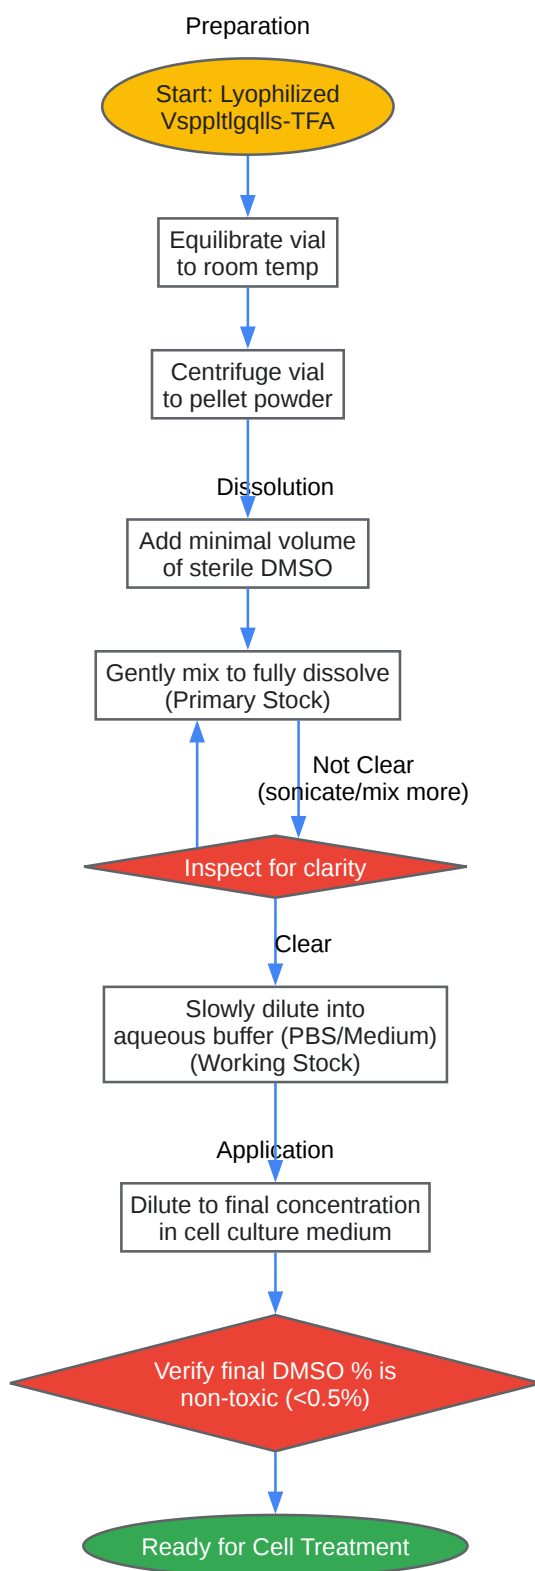 Preparation
Start: Lyophilized
Vsppltlgqlls-TFA
Equilibrate vial
to room temp
Centrifuge vial
to pellet powder
Dissolution
Add minimal volume
of sterile DMSO
Gently mix to fully dissolve
(Primary Stock)
Not Clear
(sonicate/mix more)
Inspect for clarity
Clear
Slowly dilute into
aqueous buffer (PBS/Medium)
(Working Stock)
Application
Dilute to final concentration
in cell culture medium
Verify final DMSO % is
non-toxic (<0.5%)
Ready for Cell Treatment